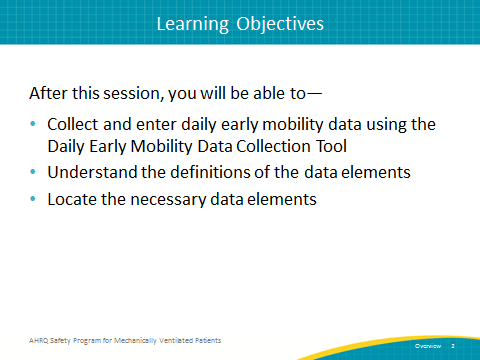 Learning Objectives
After this session, you will be able to—
• Collect and enter daily early mobility data using the
Daily Early Mobility Data Collection Tool
• Understand the definitions of the data elements
• Locate the necessary data elements
AHRQ Safety Program for Mechanically Ventilated Patients
Overview 2